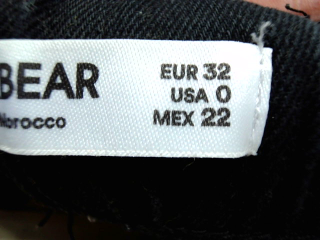 BEAR
Morocco
EUR 32
USA 0
MEX 22